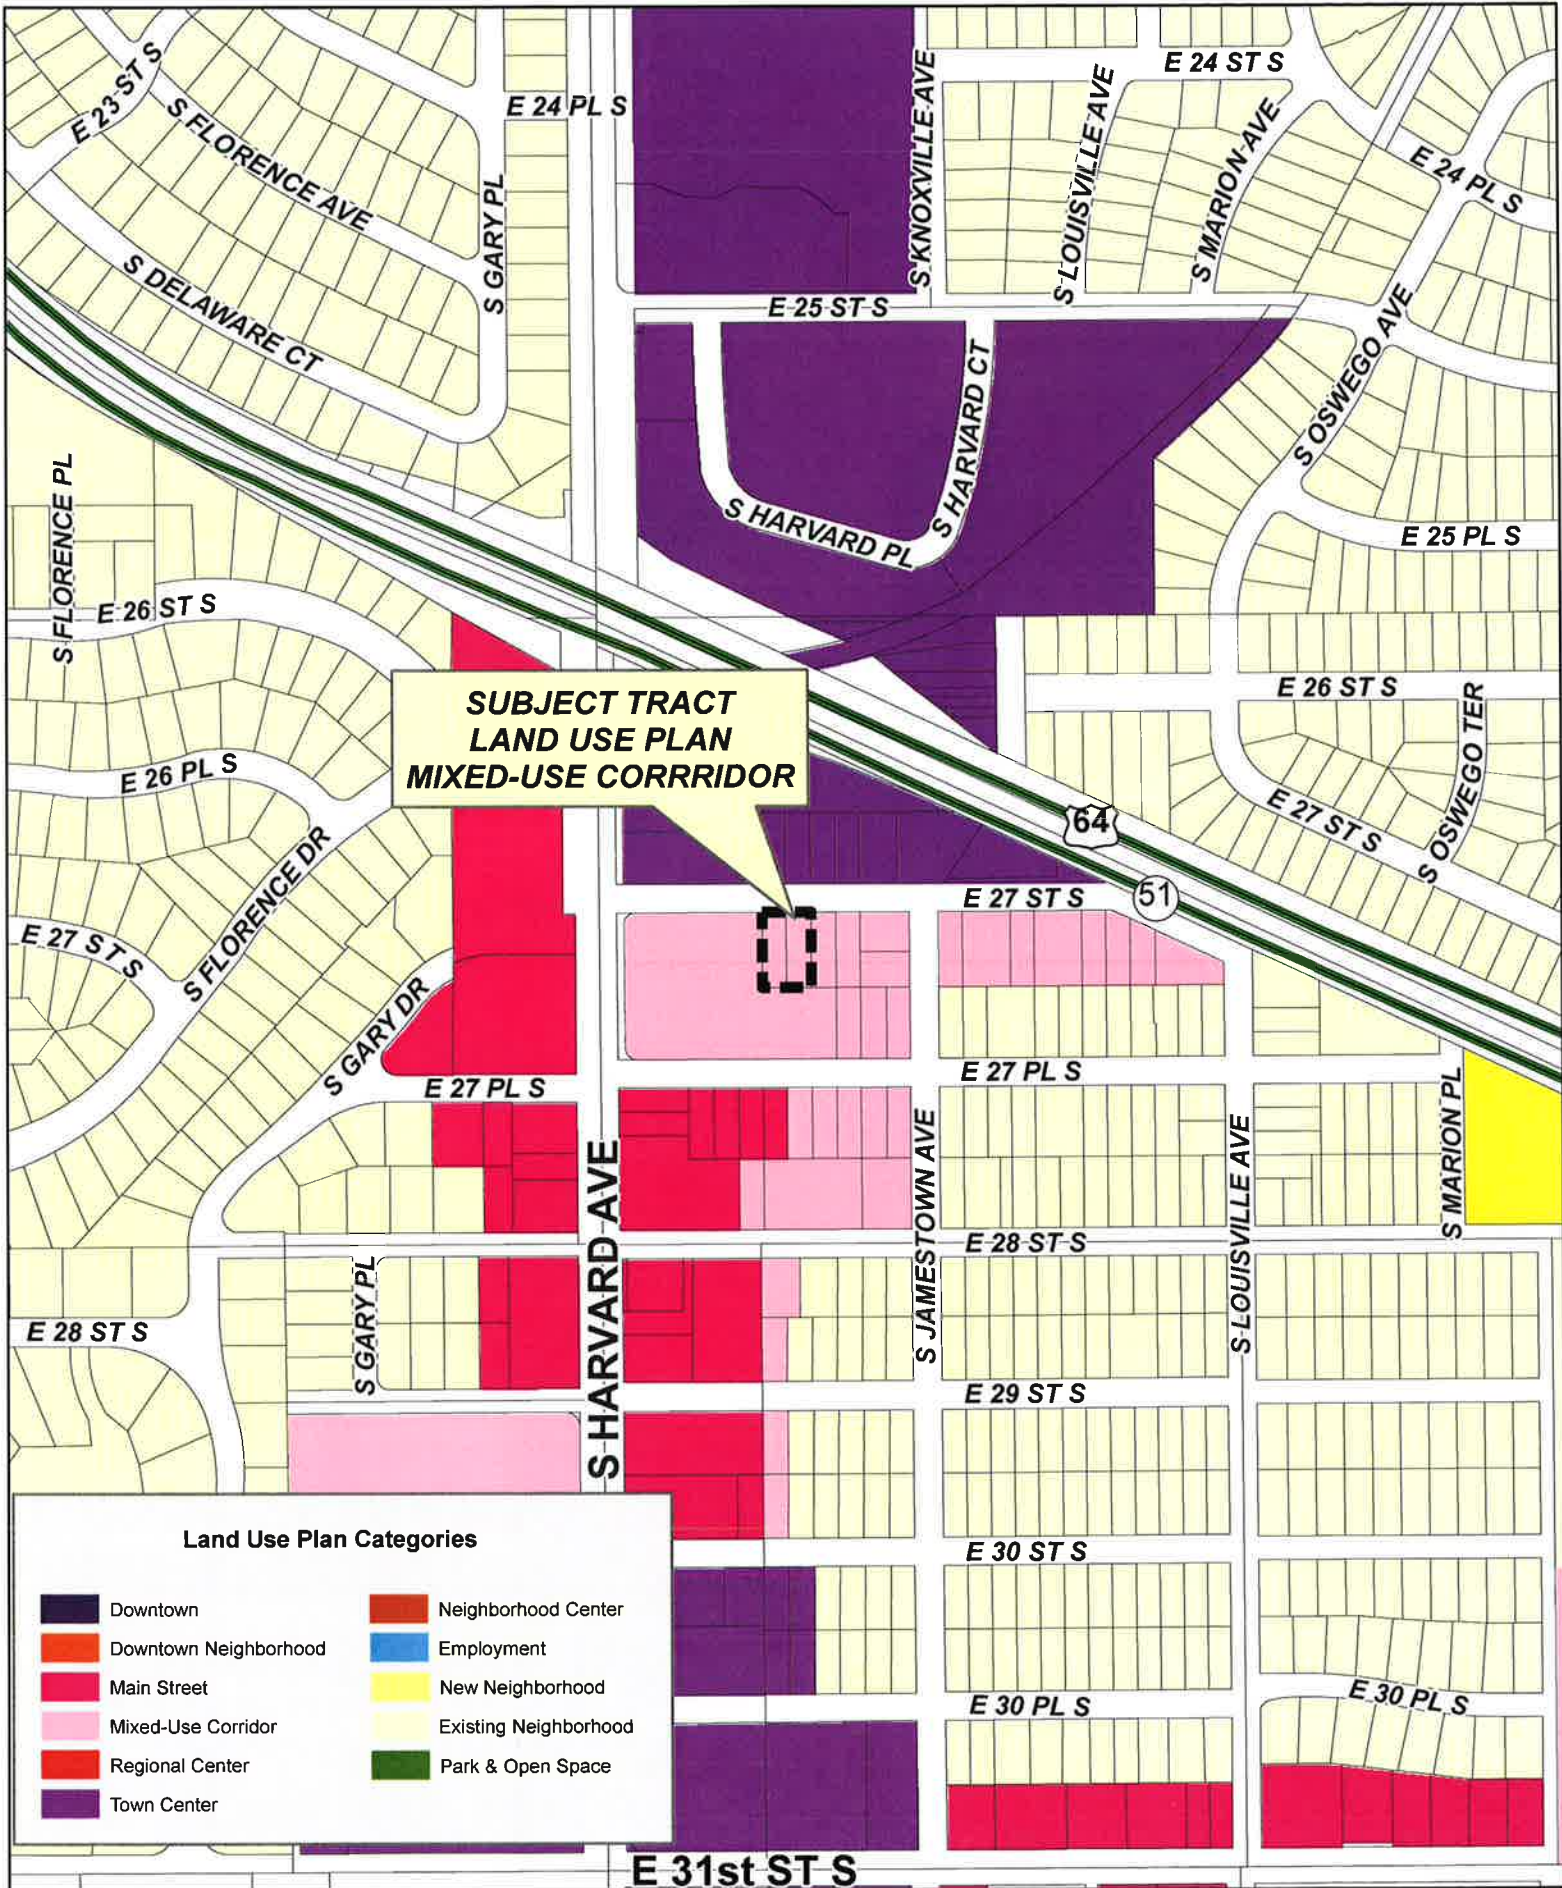 E 24 ST S
E 23 ST S
E 24 PL S
S FLORENCE AVE
S KNOXVILLE AVE
S LOUISVILLE AVE
S MARION AVE
E 24 PL S
S GARY PL
S DELAWARE CT
E 25 ST S
S OSWEGO AVE
S HARVARD CT
S HARVARD PL
E 25 PL S
S FLORENCE PL
E 26 ST S
SUBJECT TRACT
LAND USE PLAN
MIXED-USE CORRRIDOR
E 26 ST S
S OSWEGO TER
E 26 PL S
64
E 27 ST S
S FLORENCE DR
51
E 27 ST S
E 27 ST S
S GARY DR
E 27 PL S
E 27 PL S
S MARION PL
S HARVARD AVE
S JAMESTOWN AVE
S LOUISVILLE AVE
E 28 ST S
S GARY PL
E 28 ST S
E 29 ST S
E 30 ST S
E 30 PL S
E 30 PL S
Land Use Plan Categories
Downtown
Downtown Neighborhood
Main Street
Mixed-Use Corridor
Regional Center
Town Center
Neighborhood Center
Employment
New Neighborhood
Existing Neighborhood
Park & Open Space
E 31st ST S